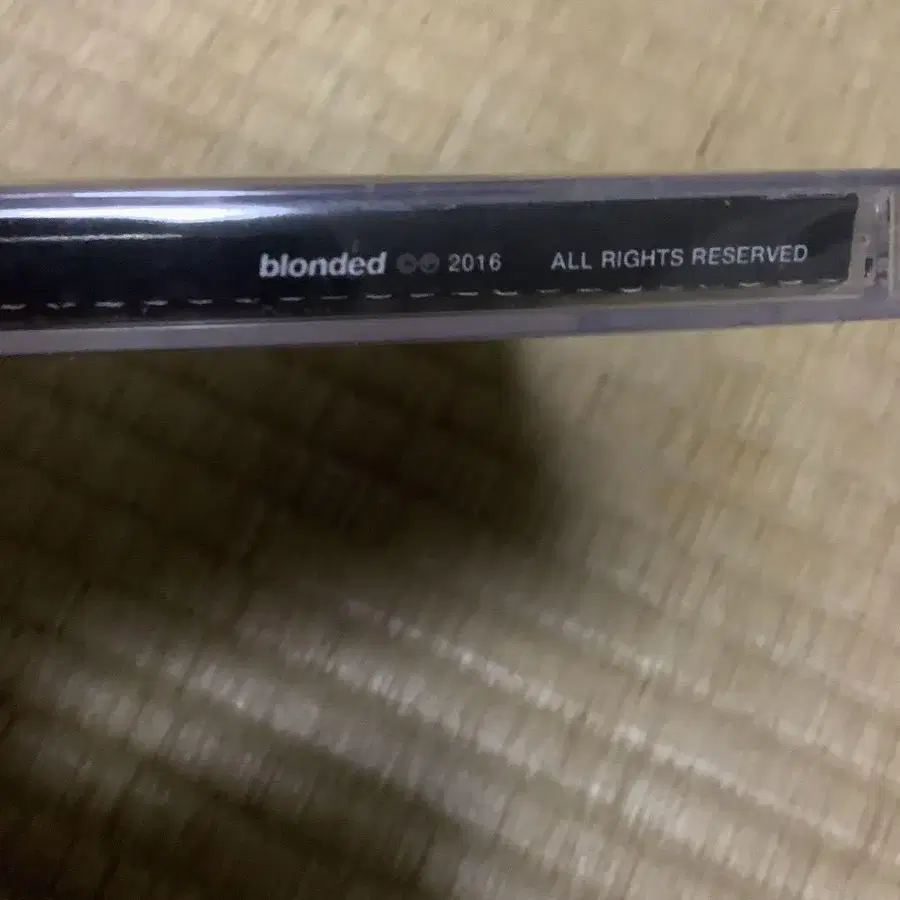 blonded ©℗ 2016 ALL RIGHTS RESERVED